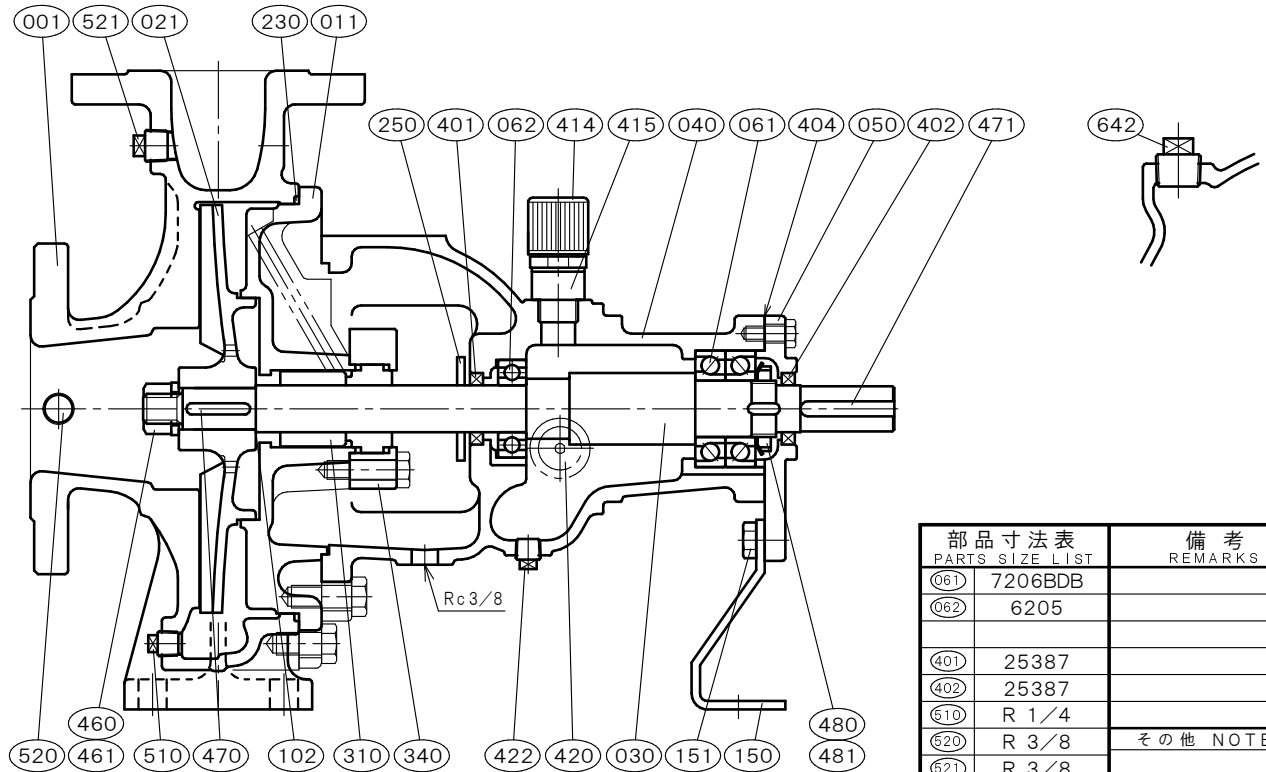 001 521 021 230 011
250 401 062 414 415 040 061 404 050 402 471 642
Rc3/8
460 480
520 461 510 470 102 310 340 422 420 030 151 150 481
部品寸法表 備考
PARTS SIZE LIST REMARKS
061 7206BDB
062 6205
401 25387
402 25387
510 R 1/4
520 R 3/8 その他 NOTE
521 R 3/8